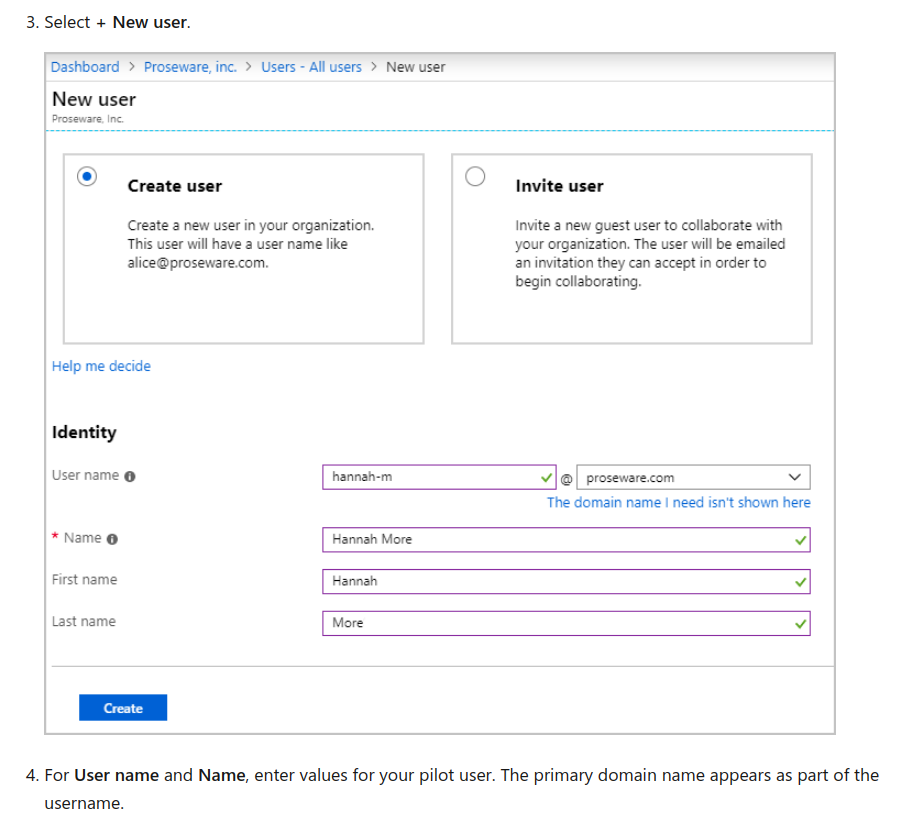 3. Select + New user.
Dashboard > Proseware, inc. > Users - All users > New user
New user
Proseware, Inc.
Create user
Create a new user in your organization.
This user will have a user name like
alice@proseware.com.
Invite user
Invite a new guest user to collaborate with
your organization. The user will be emailed
an invitation they can accept in order to
begin collaborating.
Help me decide
Identity
User name hannah-m @ proseware.com
The domain name I need isn't shown here
* Name Hannah More
First name Hannah
Last name More
Create
4. For User name and Name, enter values for your pilot user. The primary domain name appears as part of the
username.